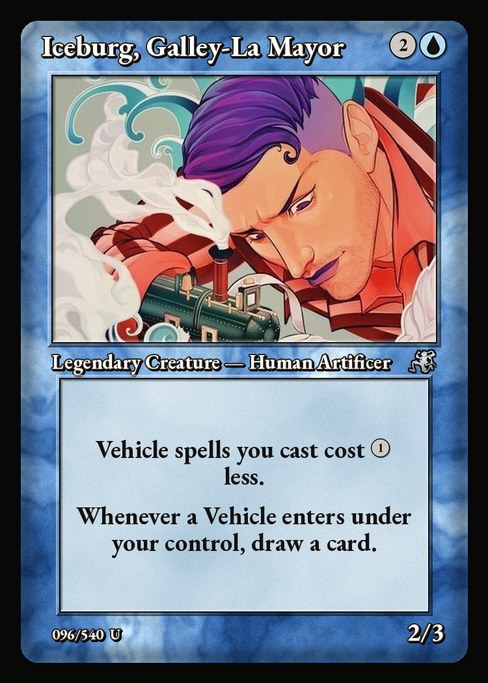 Iceburg, Galley-La Mayor 2
Legendary Creature — Human Artificer
Vehicle spells you cast cost 1
less.
Whenever a Vehicle enters under
your control, draw a card.
096/540 U 2/3